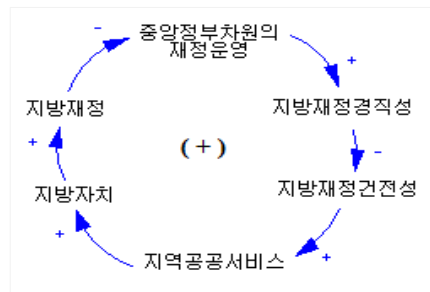 중앙정부차원의
재정운영
지방재정경직성
지방재정건전성
지역공공서비스
지방자치
지방재정
(+)
+
-
+
+
+
-